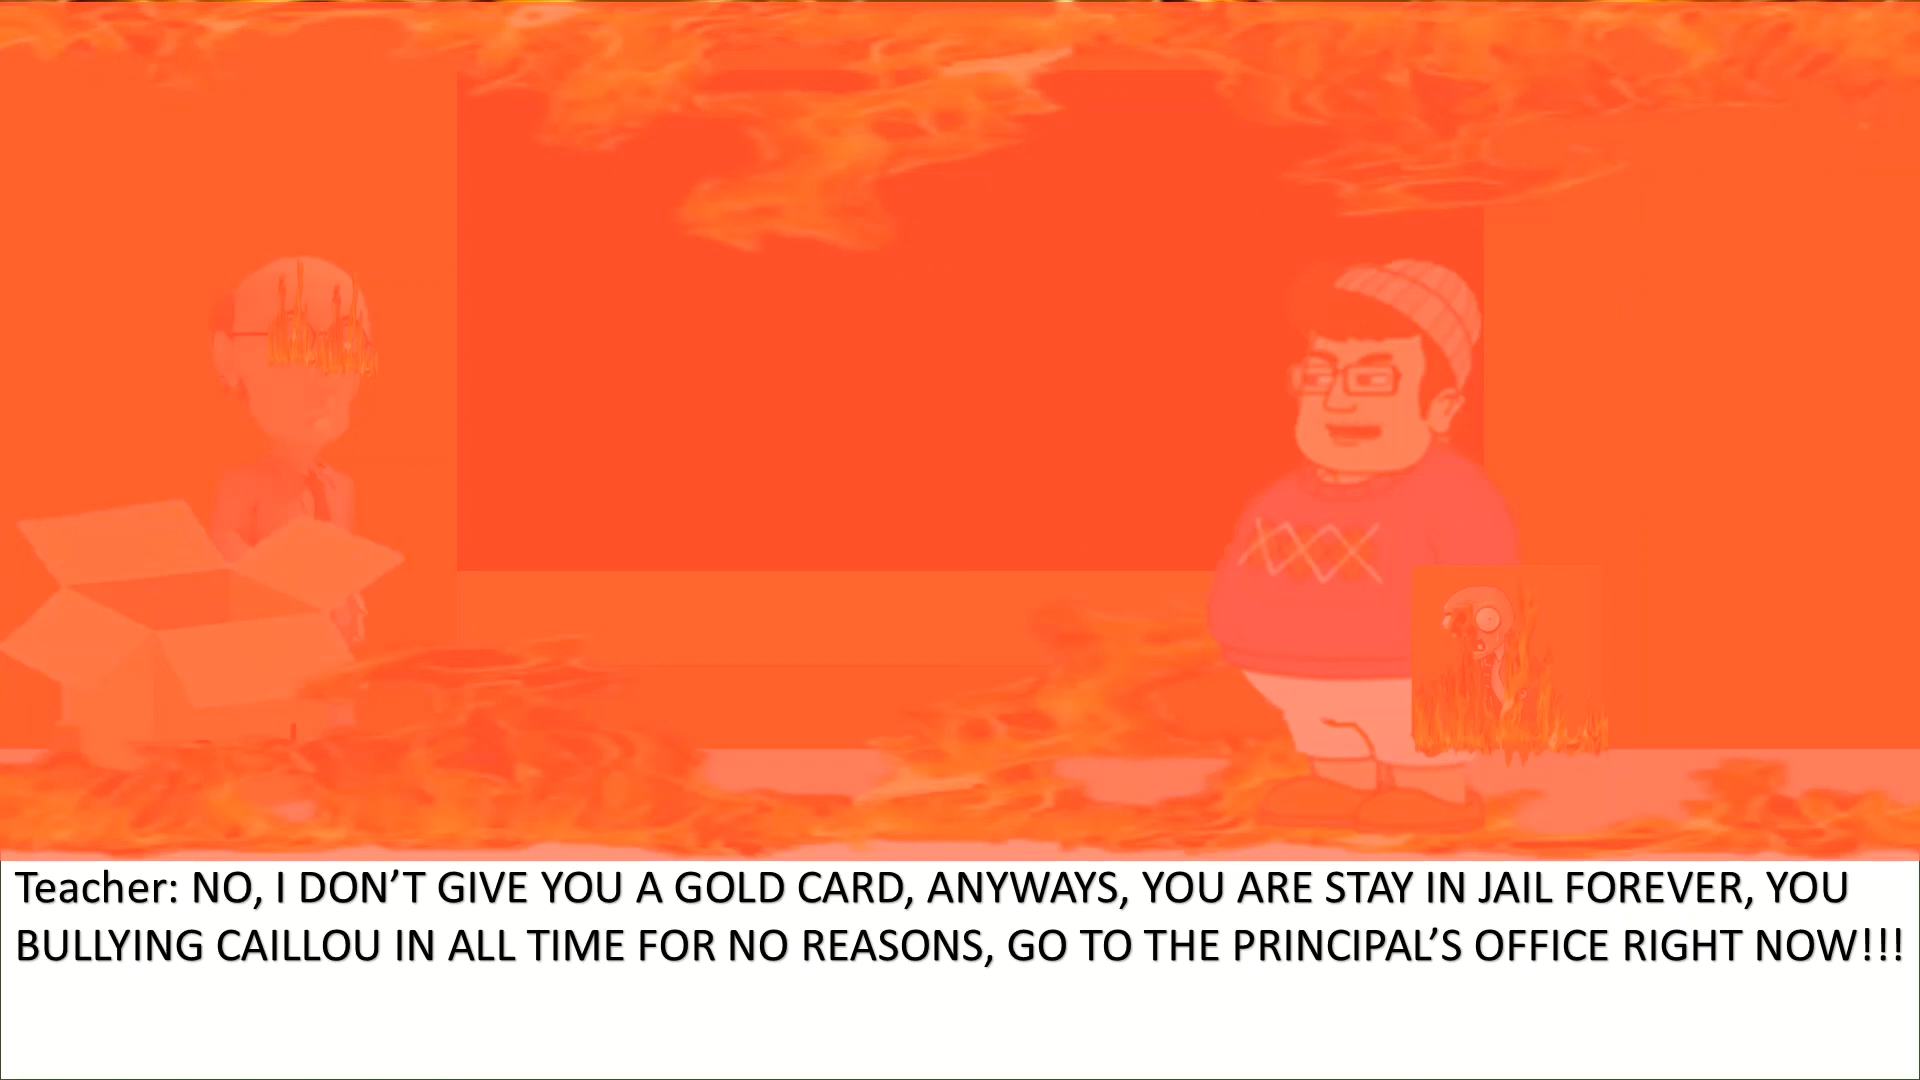 Teacher: NO, I DON’T GIVE YOU A GOLD CARD, ANYWAYS, YOU ARE STAY IN JAIL FOREVER, YOU
BULLYING CAILLOU IN ALL TIME FOR NO REASONS, GO TO THE PRINCIPAL’S OFFICE RIGHT NOW!!!